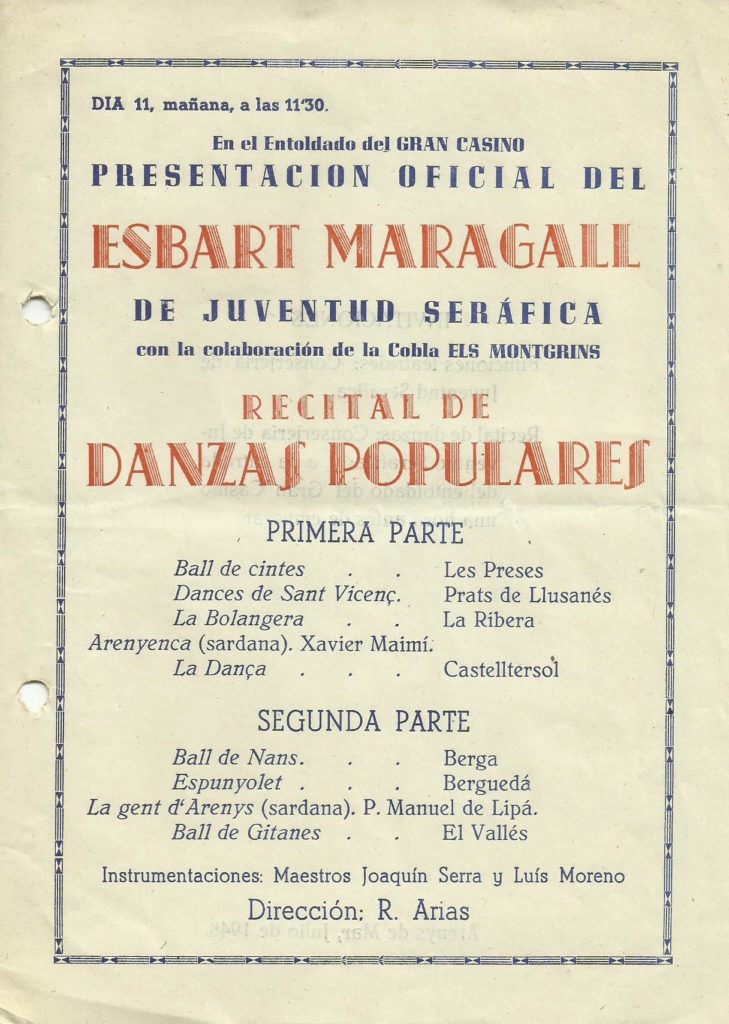 DIA 11, mañana, a las 11'30.
En el Entoldado del GRAN CASINO
PRESENTACION OFICIAL DEL
ESBART MARAGALL
DE JUVENTUD SERÁFICA
con la colaboración de la Cobla ELS MONTGRINS
RECITAL DE
DANZAS POPULARES
PRIMERA PARTE
Ball de cintes . . Les Preses
Dances de Sant Vicenç. Prats de Llusanés
La Bolangera . . La Ribera
Arenyenca (sardana). Xavier Maimí.
La Dança . . . Castelltersol
SEGUNDA PARTE
Ball de Nans. . . Berga
Espunyolet . . . Berguedá
La gent d'Arenys (sardana). P. Manuel de Lipá.
Ball de Gitanes . . El Vallés
Instrumentaciones: Maestros Joaquín Serra y Luís Moreno
Dirección: R. Arias